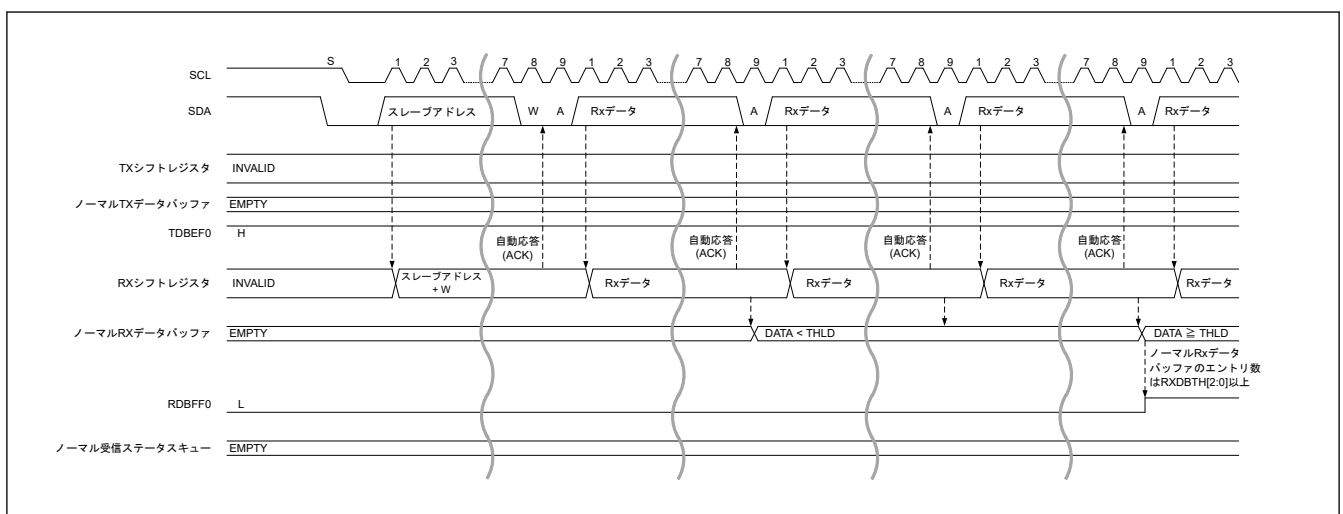 SCL S 1 2 3 7 8 9 1 2 3 7 8 9 1 2 3 7 8 9 1 2 3 7 8 9 1 2 3
SDA スレーブアドレス W A Rxデータ A Rxデータ A Rxデータ A Rxデータ
TXシフトレジスタ INVALID
ノーマルTXデータバッファ EMPTY
TDBEF0 H
自動応答 自動応答 自動応答 自動応答
(ACK) (ACK) (ACK) (ACK)
RXシフトレジスタ INVALID スレーブアドレス Rxデータ Rxデータ Rxデータ Rxデータ
+ W
ノーマルRXデータバッファ EMPTY DATA < THLD DATA ≧ THLD
ノーマルRxデータ
バッファのエントリ数
はRXDBTH[2:0]以上
RDBFF0 L
ノーマル受信ステータスキュー EMPTY